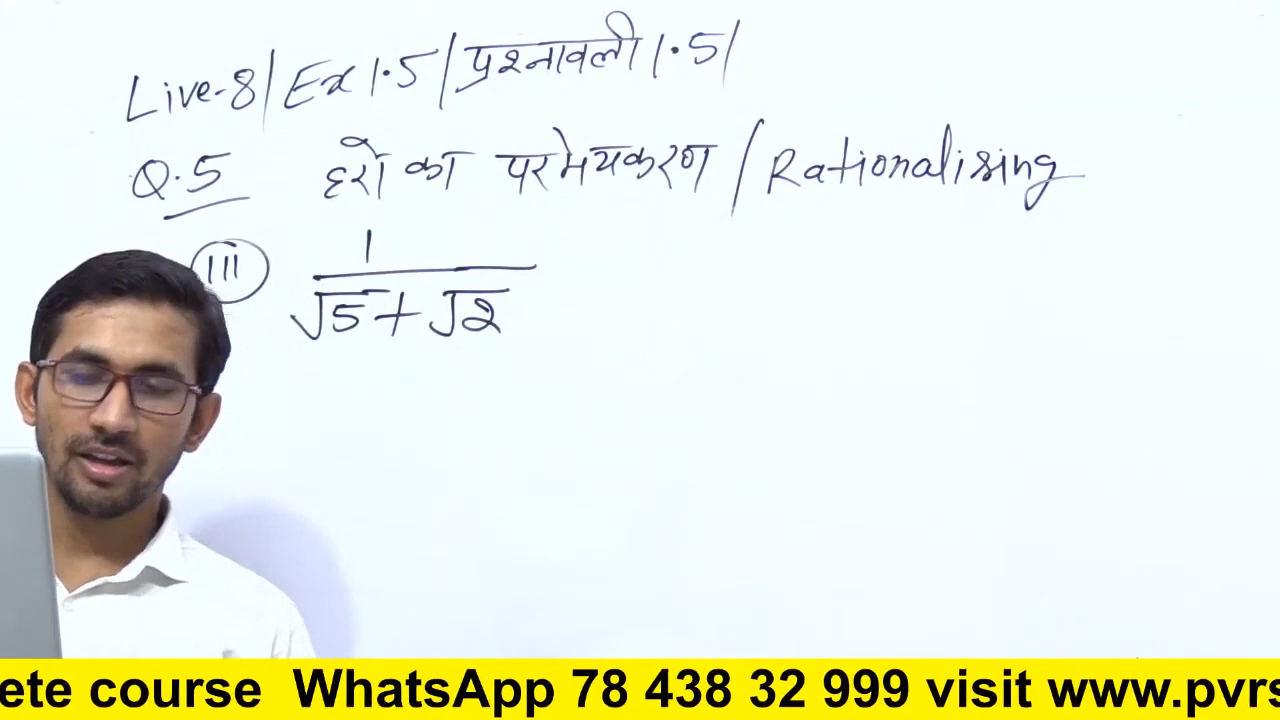 Live-8/ Ex 1.5 / प्रश्नावली 1.5/
Q.5 हरों का परमेयकरण / Rationalising
III 1
√5 + √2
ete course WhatsApp 78 438 32 999 visit www.pvrs